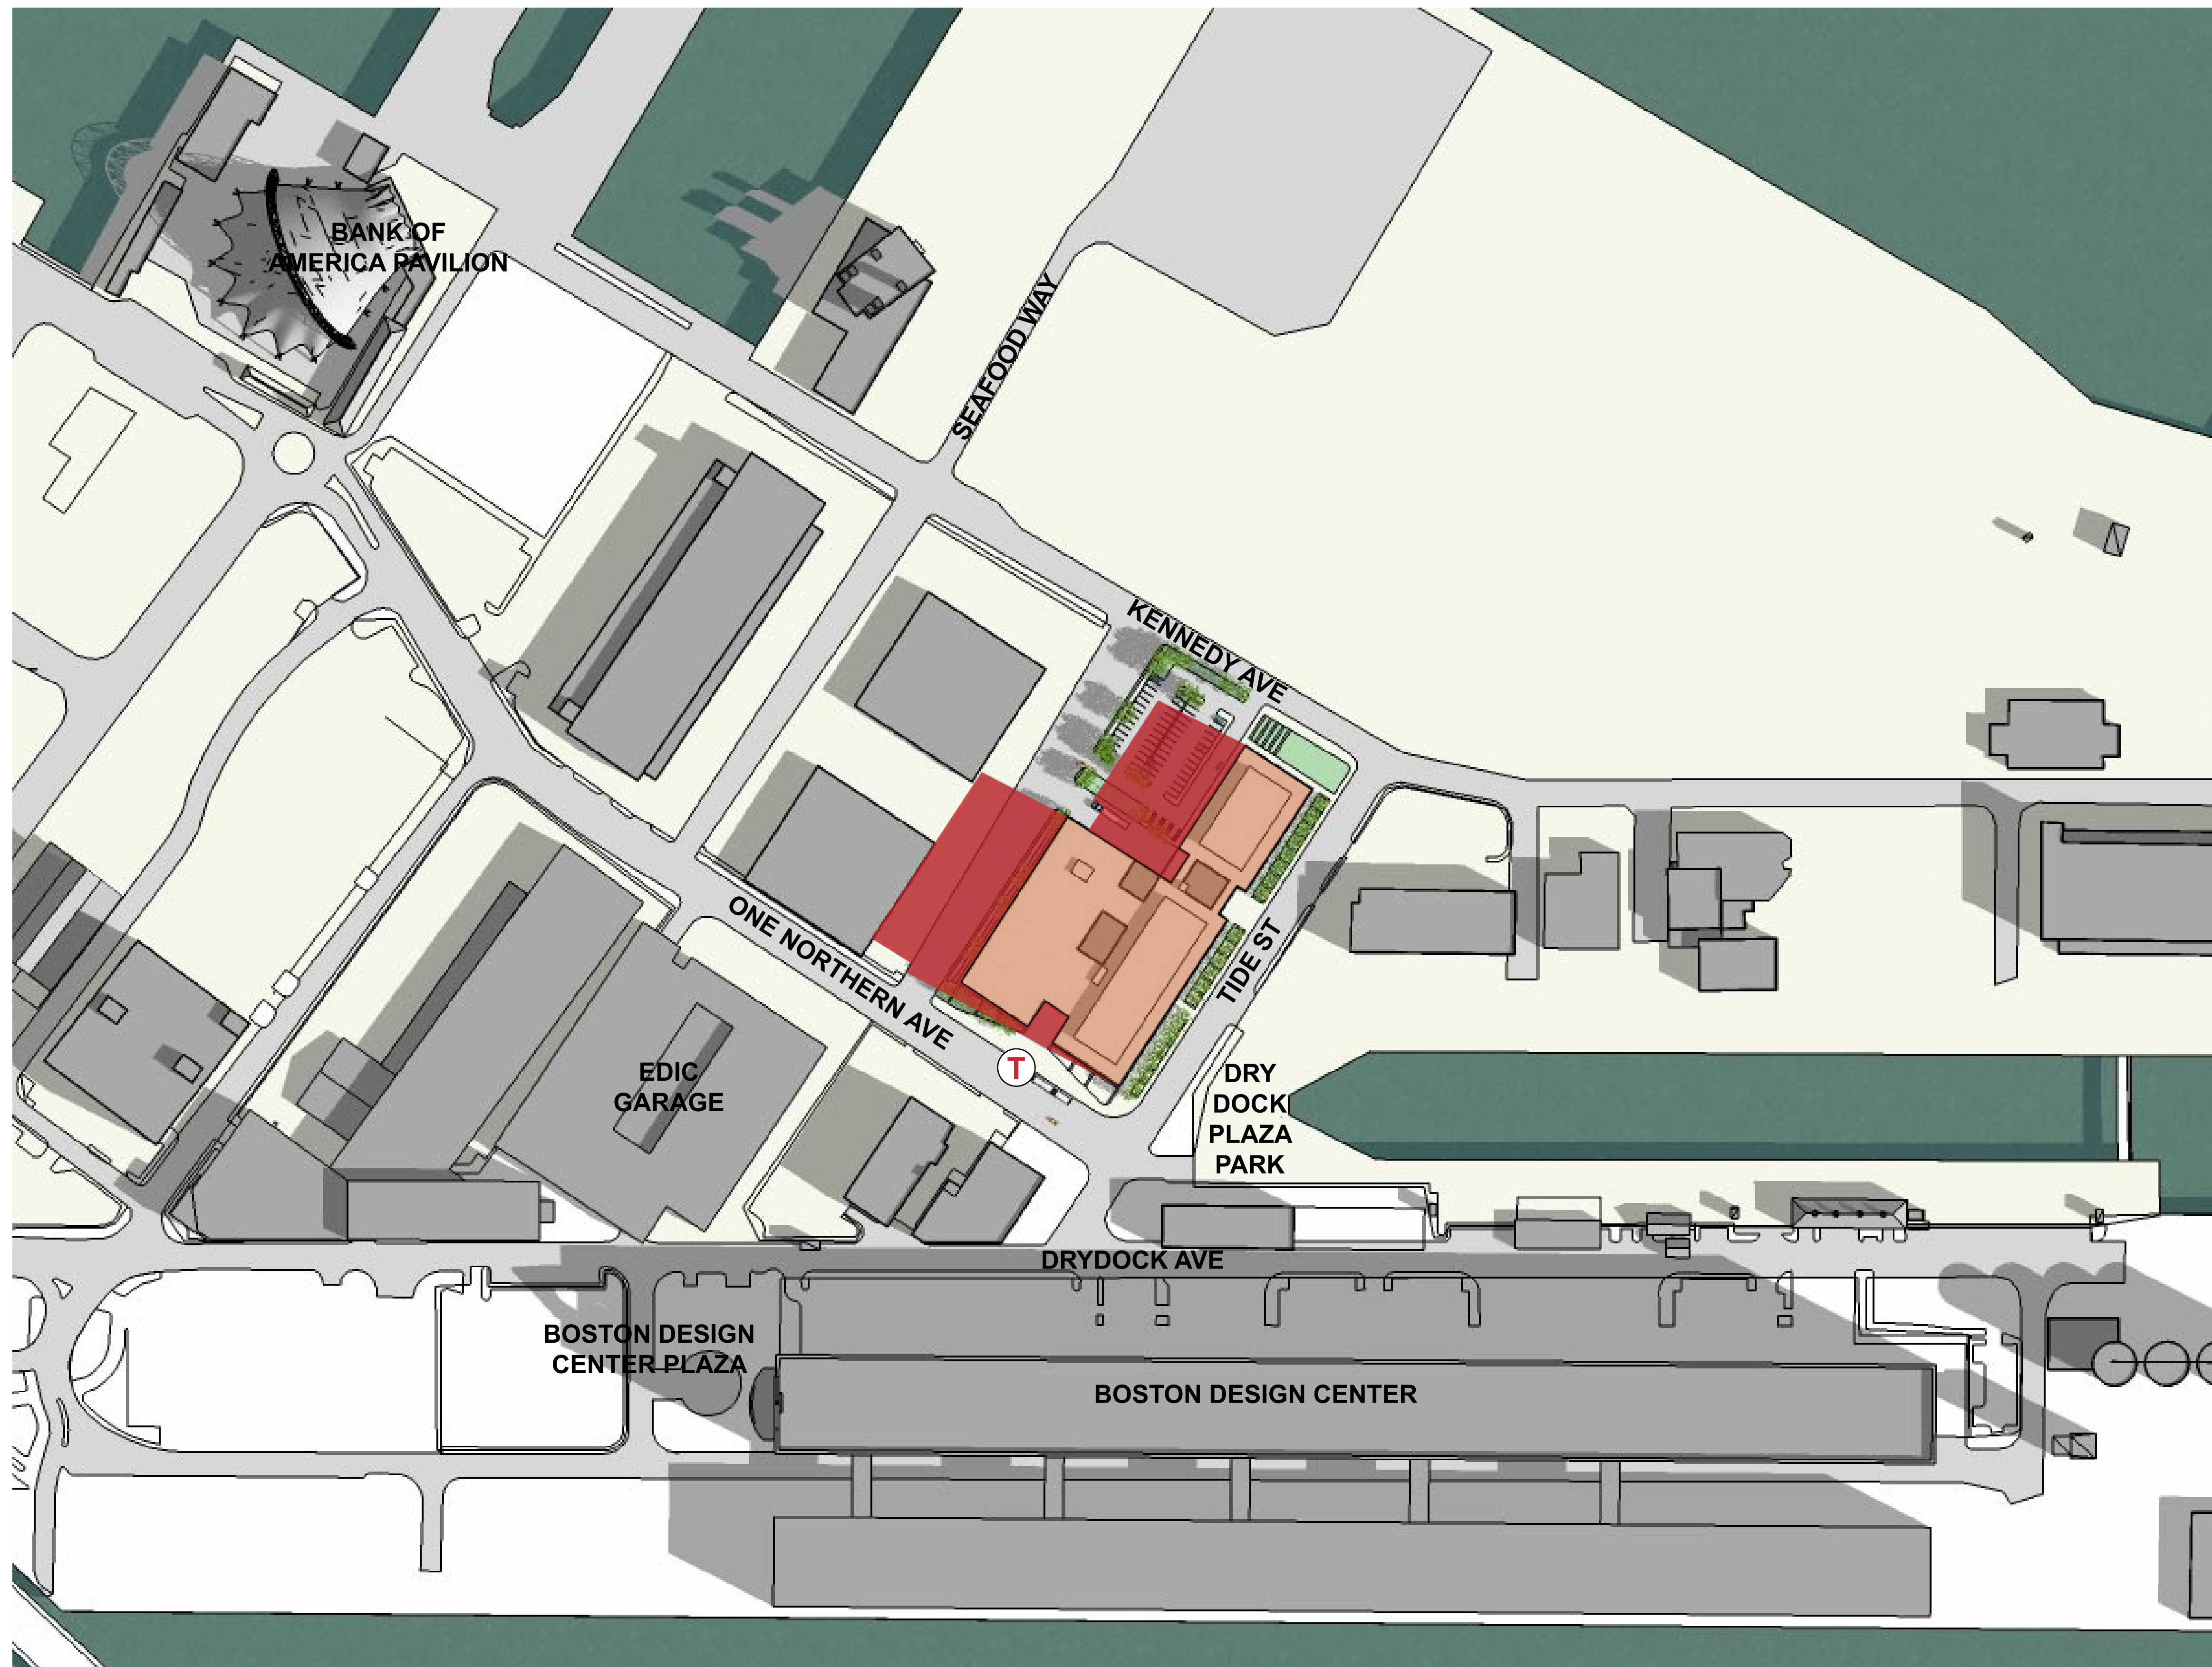 BANK OF
AMERICA PAVILION
SEAFOOD WAY
KENNEDY AVE
ONE NORTHERN AVE
TIDE ST
T
EDIC
GARAGE
DRY
DOCK
PLAZA
PARK
DRYDOCK AVE
BOSTON DESIGN
CENTER PLAZA
BOSTON DESIGN CENTER